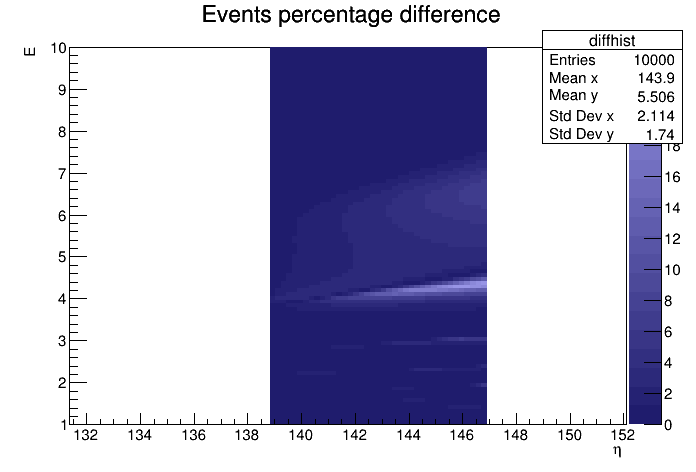 Events percentage difference
diffhist
Entries 10000
Mean x 143.9
Mean y 5.506
Std Dev x 2.114
Std Dev y 1.74
E
10
9
8
7
6
5
4
3
2
1
18
16
14
12
10
8
6
4
2
0
132 134 136 138 140 142 144 146 148 150 152
η